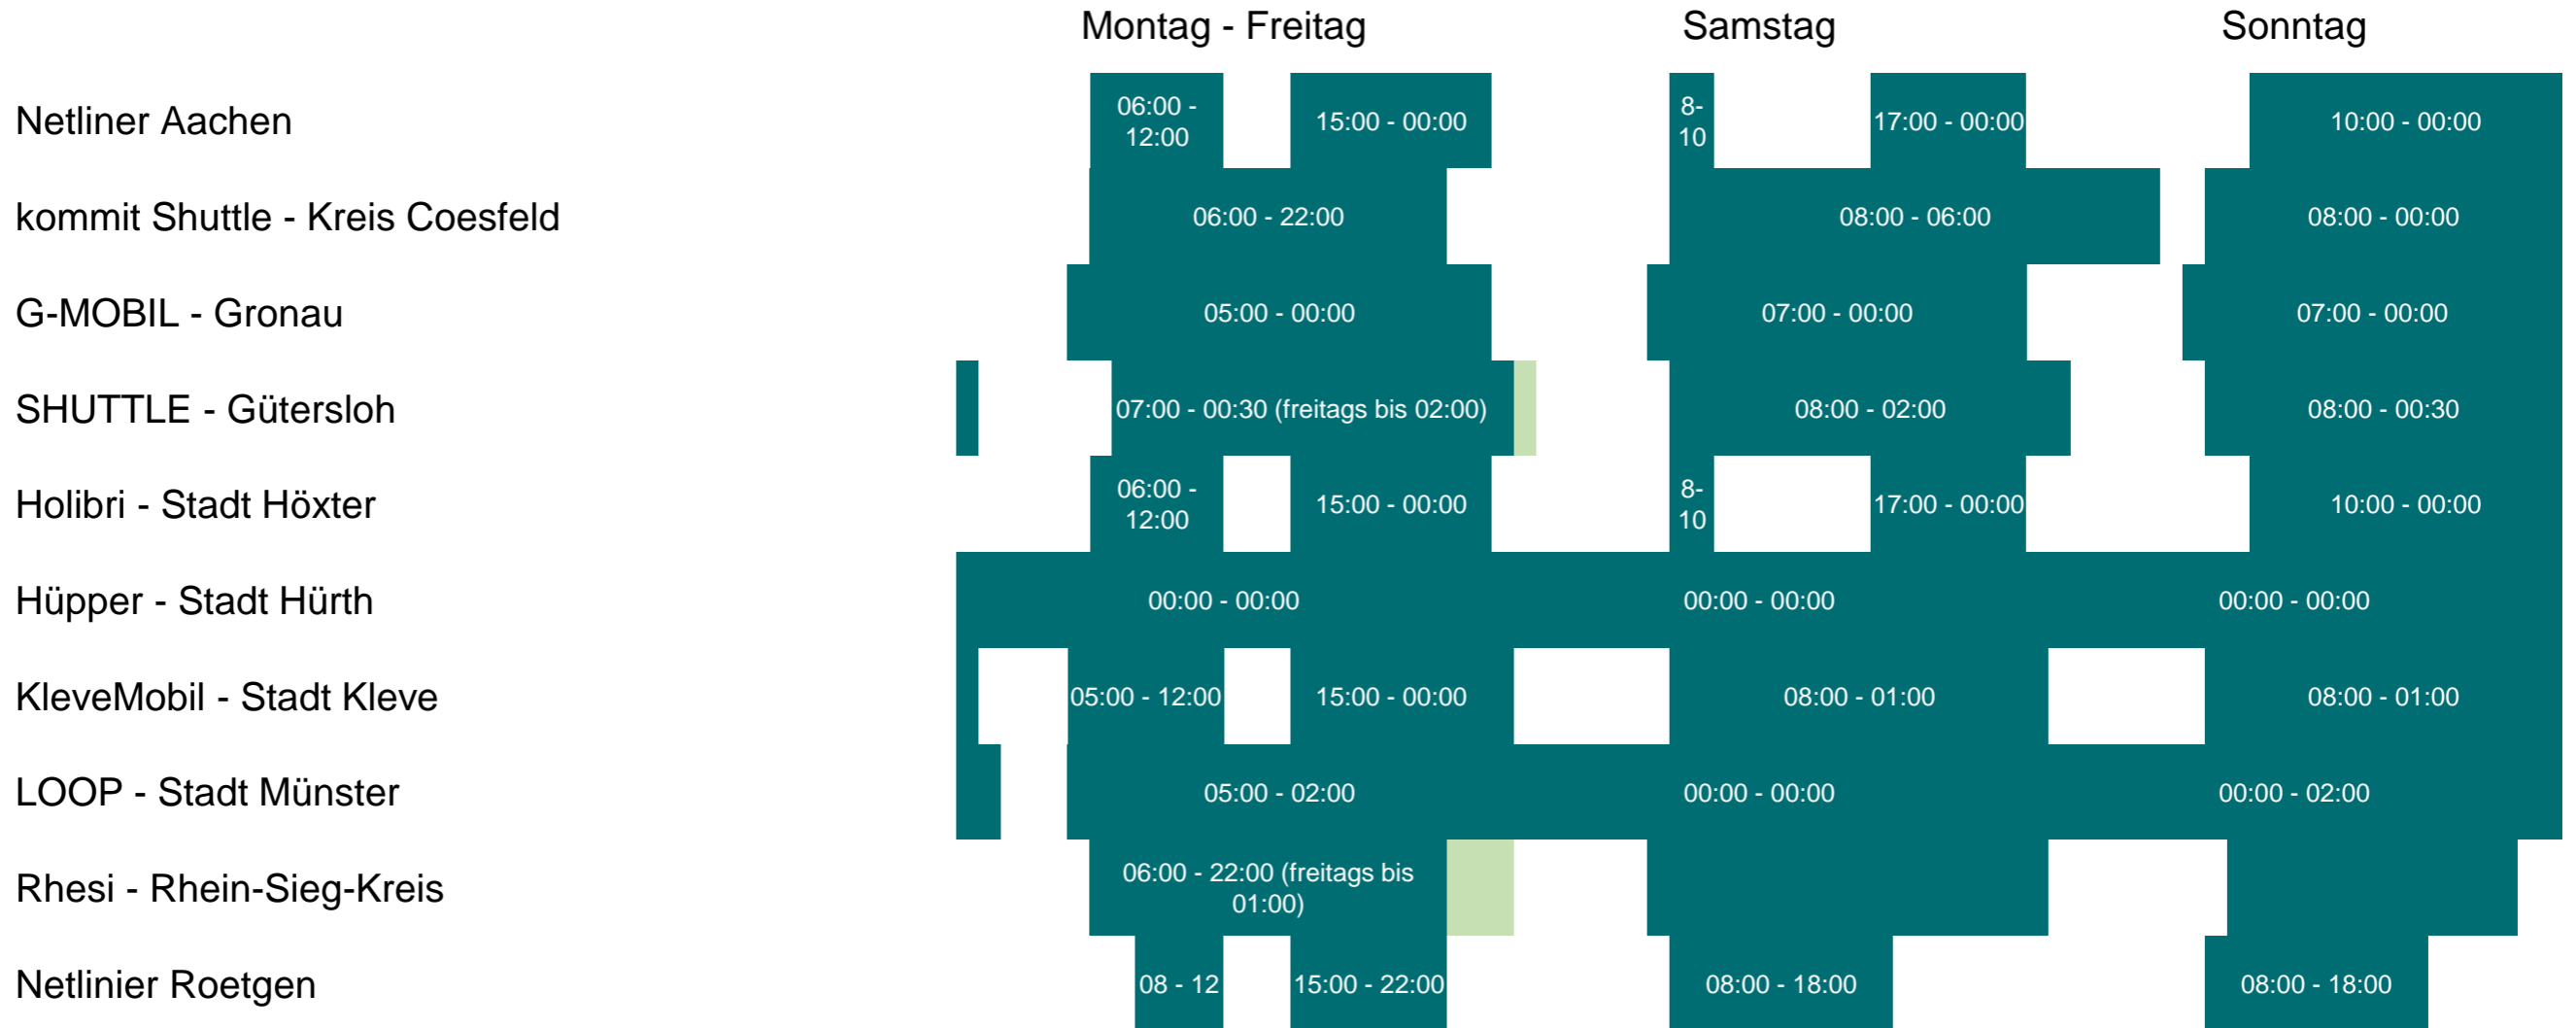 Montag - Freitag Samstag Sonntag
Netliner Aachen 06:00 - 12:00 15:00 - 00:00 8-10 17:00 - 00:00 10:00 - 00:00
kommit Shuttle - Kreis Coesfeld 06:00 - 22:00 08:00 - 06:00 08:00 - 00:00
G-MOBIL - Gronau 05:00 - 00:00 07:00 - 00:00 07:00 - 00:00
SHUTTLE - Gütersloh 07:00 - 00:30 (freitags bis 02:00) 08:00 - 02:00 08:00 - 00:30
Holibri - Stadt Höxter 06:00 - 12:00 15:00 - 00:00 8-10 17:00 - 00:00 10:00 - 00:00
Hüpper - Stadt Hürth 00:00 - 00:00 00:00 - 00:00 00:00 - 00:00
KleveMobil - Stadt Kleve 05:00 - 12:00 15:00 - 00:00 08:00 - 01:00 08:00 - 01:00
LOOP - Stadt Münster 05:00 - 02:00 00:00 - 00:00 00:00 - 02:00
Rhesi - Rhein-Sieg-Kreis 06:00 - 22:00 (freitags bis 01:00)
Netlinier Roetgen 08 - 12 15:00 - 22:00 08:00 - 18:00 08:00 - 18:00